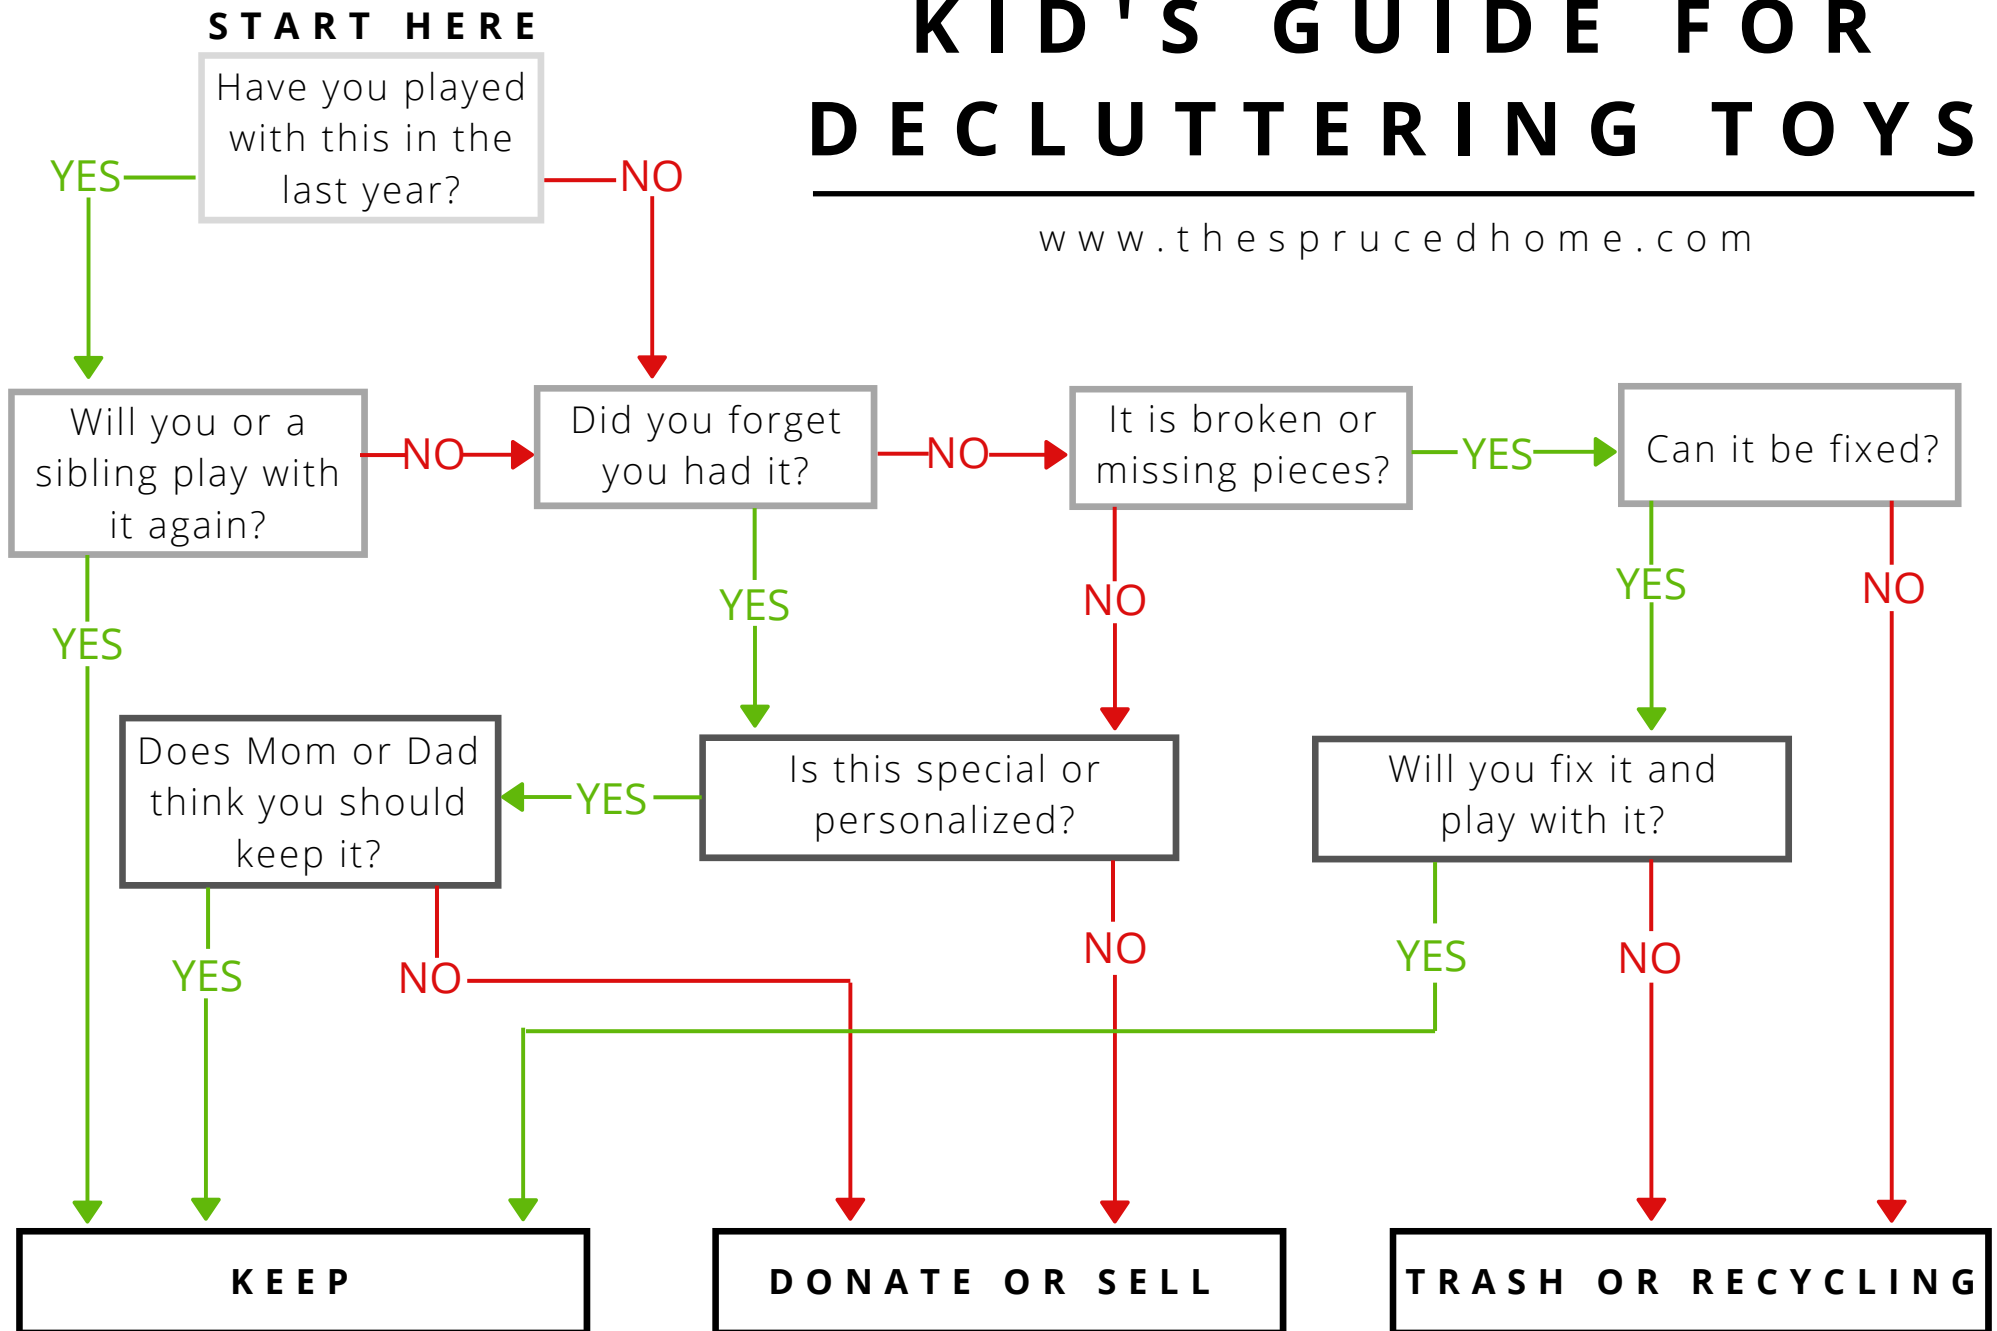 START HERE
KID'S GUIDE FOR
DECLUTTERING TOYS
www.thesprucedhome.com
Have you played
with this in the
last year?
YES
NO
Will you or a
sibling play with
it again?
NO
Did you forget
you had it?
NO
It is broken or
missing pieces?
YES
Can it be fixed?
YES
YES
NO
YES
NO
Does Mom or Dad
think you should
keep it?
YES
Is this special or
personalized?
Will you fix it and
play with it?
YES
NO
NO
YES
NO
KEEP
DONATE OR SELL
TRASH OR RECYCLING